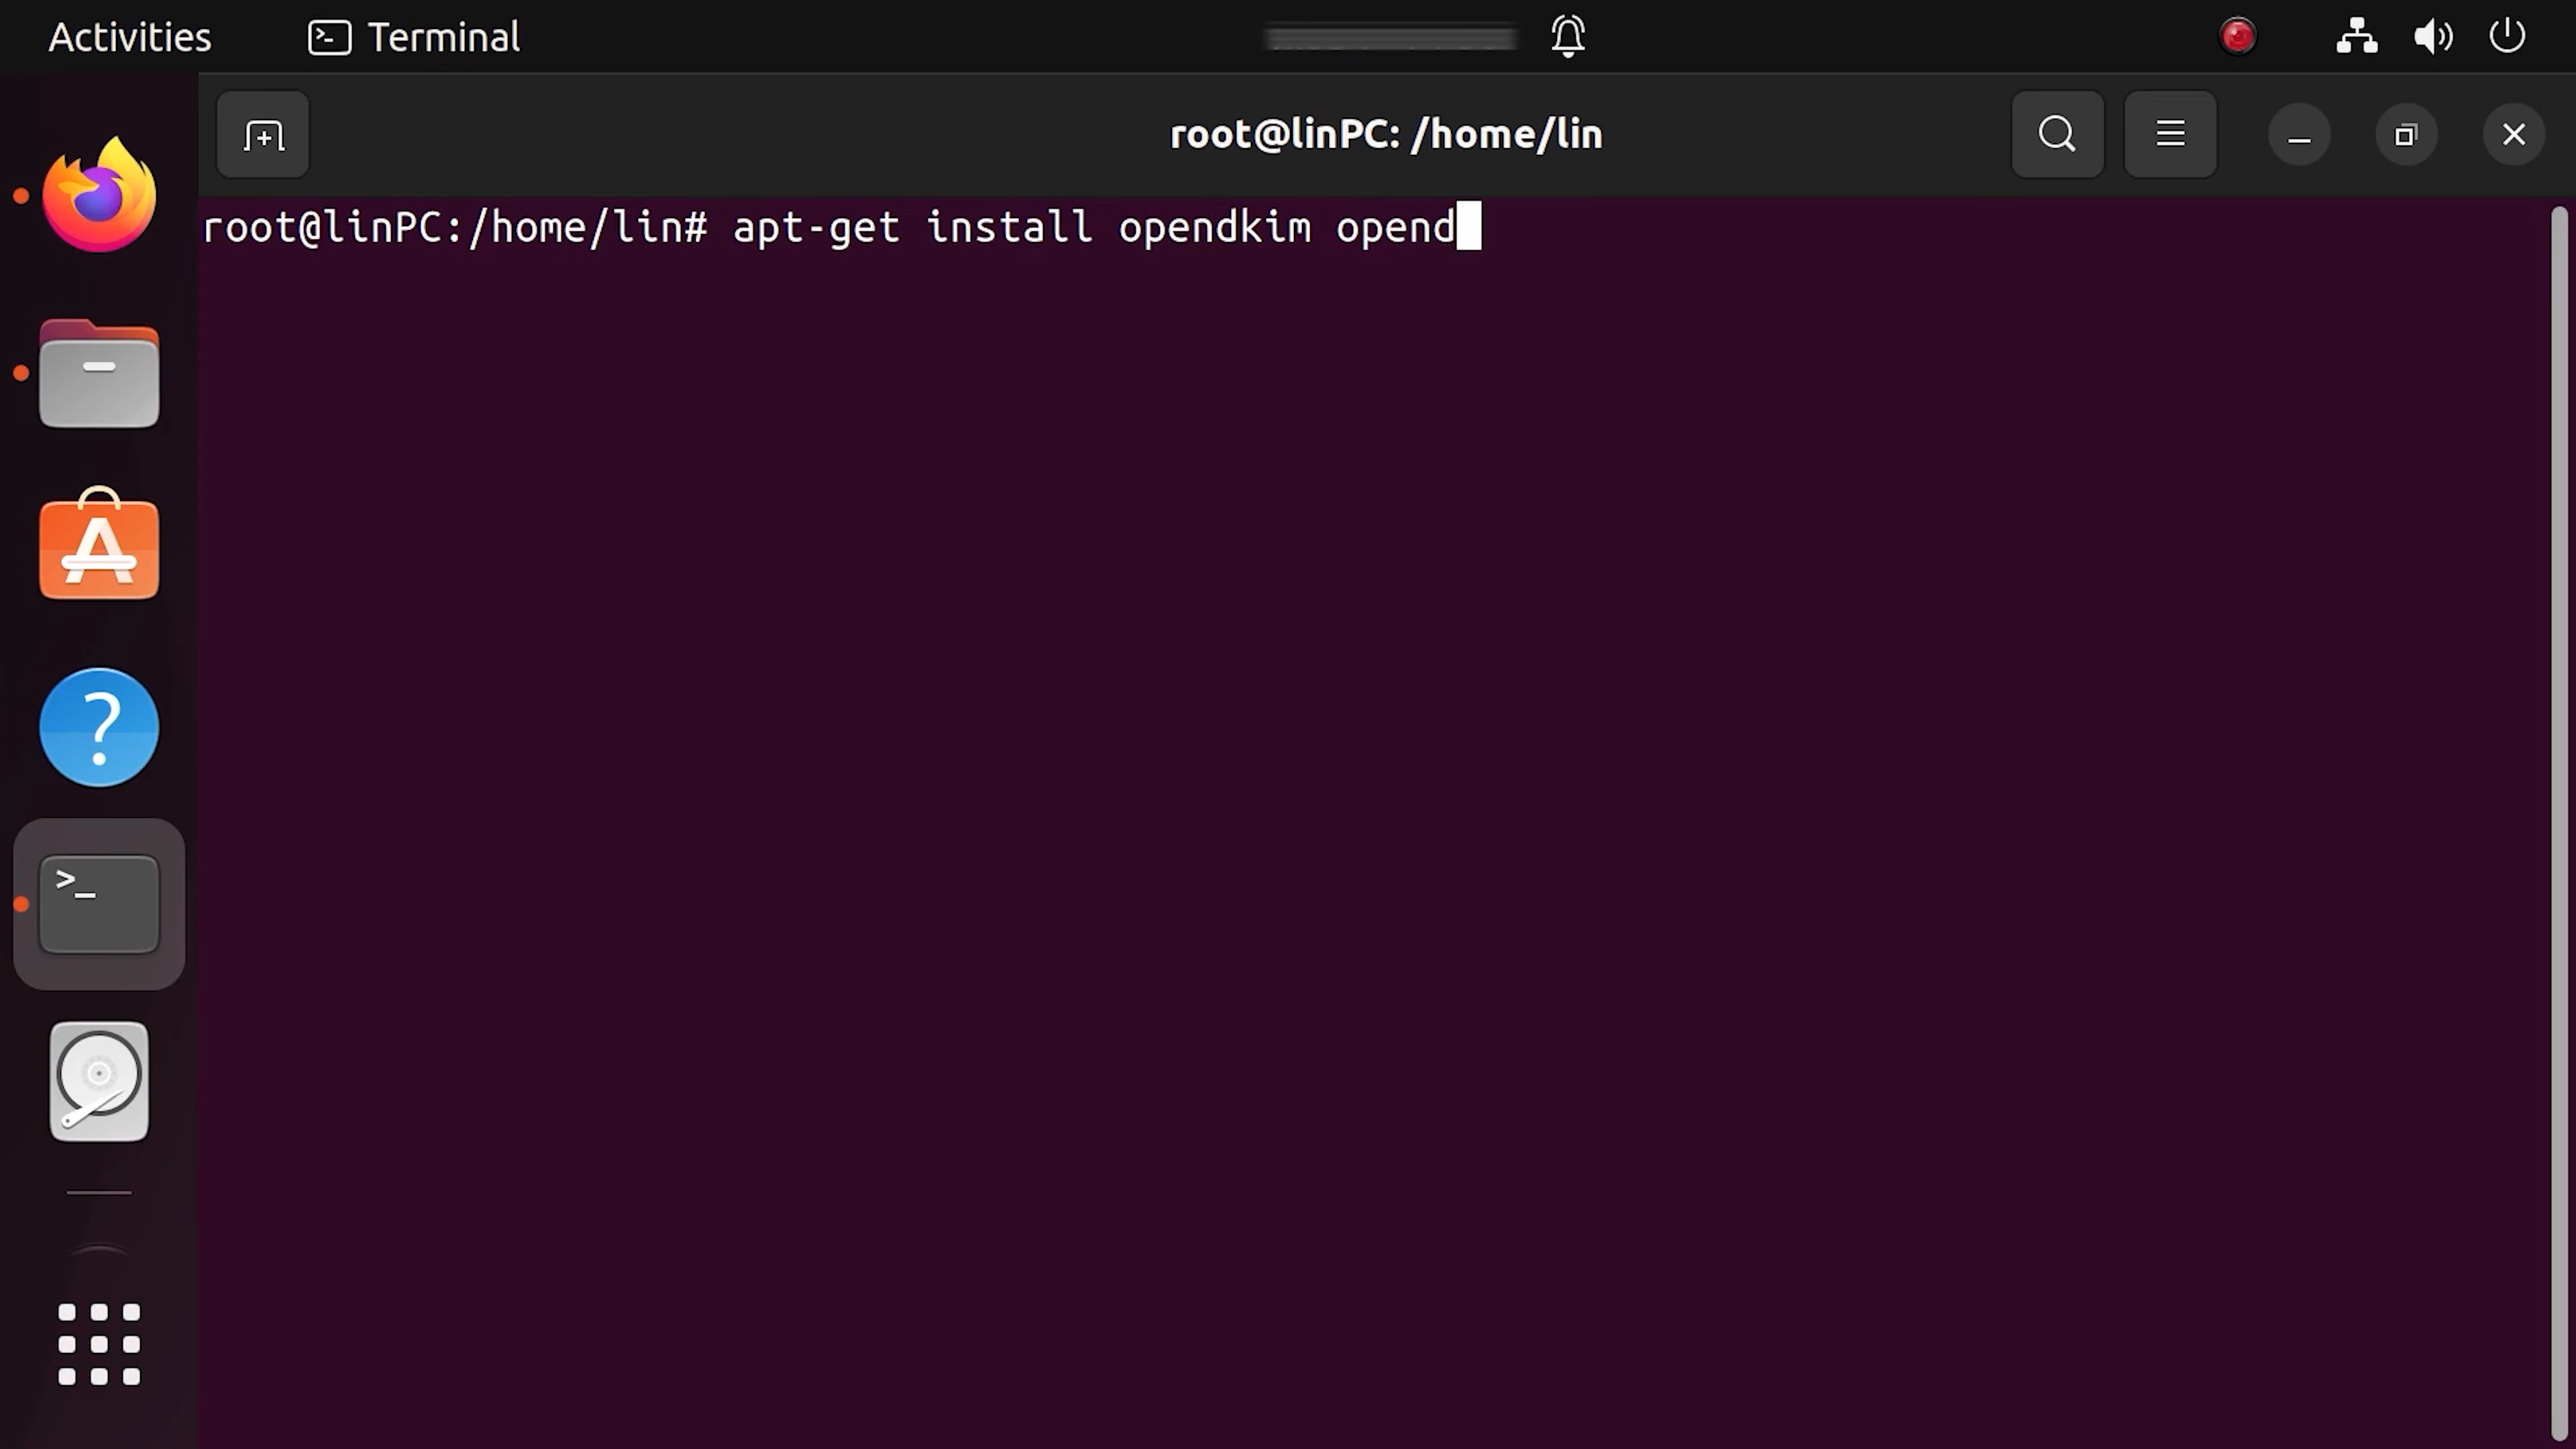 Activities Terminal
root@linPC: /home/lin
root@linPC:/home/lin# apt-get install opendkim opend